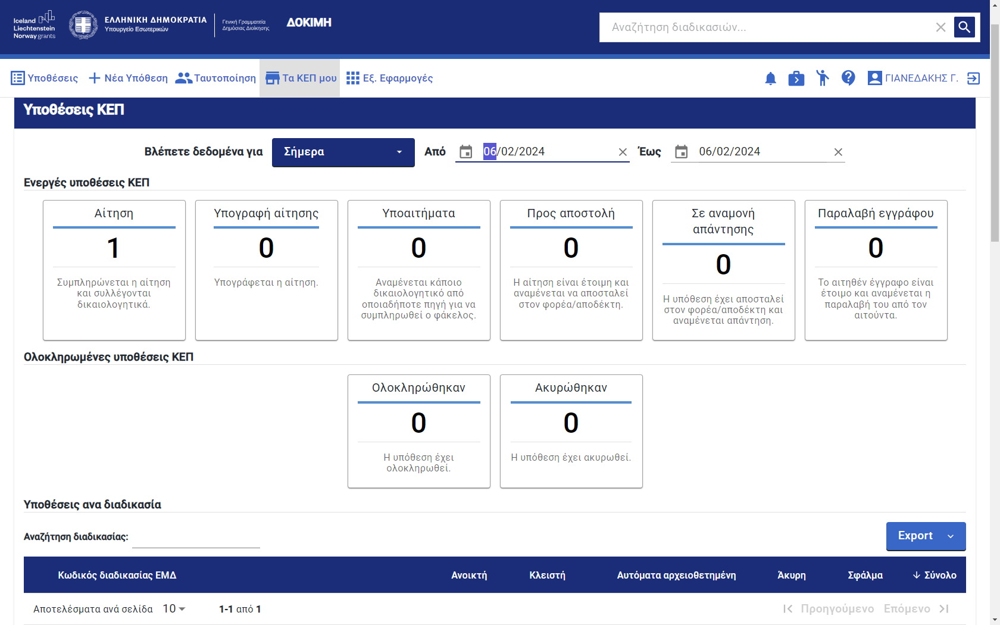 Iceland
Liechtenstein
Norway grants
ΕΛΛΗΝΙΚΗ ΔΗΜΟΚΡΑΤΙΑ
Υπουργείο Εσωτερικών
Γενική Γραμματεία
Δημόσιας Διοίκησης
ΔΟΚΙΜΗ
Αναζήτηση διαδικασιών...
Υποθέσεις
Νέα Υπόθεση
Ταυτοποίηση
Τα ΚΕΠ μου
Εξ. Εφαρμογές
ΓΙΑΝΕΔΑΚΗΣ Γ.
Υποθέσεις ΚΕΠ
Βλέπετε δεδομένα για
Σήμερα
Από
06/02/2024
Έως
06/02/2024
Ενεργές υποθέσεις ΚΕΠ
Αίτηση
1
Συμπληρώνεται η αίτηση
και συλλέγονται
δικαιολογητικά.
Υπογραφή αίτησης
0
Υπογράφεται η αίτηση.
Υποαιτήματα
0
Αναμένεται κάποιο
δικαιολογητικό από
οποιαδήποτε πηγή για να
συμπληρωθεί ο φάκελος.
Προς αποστολή
0
Η αίτηση είναι έτοιμη και
αναμένεται να αποσταλεί
στον φορέα/αποδέκτη.
Σε αναμονή
απάντησης
0
Η υπόθεση έχει αποσταλεί
στον φορέα/αποδέκτη και
αναμένεται απάντηση.
Παραλαβή εγγράφου
0
Το αιτηθέν έγγραφο είναι
έτοιμο και αναμένεται η
παραλαβή του από τον
αιτούντα.
Ολοκληρωμένες υποθέσεις ΚΕΠ
Ολοκληρώθηκαν
0
Η υπόθεση έχει
ολοκληρωθεί.
Ακυρώθηκαν
0
Η υπόθεση έχει ακυρωθεί.
Υποθέσεις ανα διαδικασία
Αναζήτηση διαδικασίας:
Export
Κωδικός διαδικασίας ΕΜΔ
Ανοικτή
Κλειστή
Αυτόματα αρχειοθετημένη
Άκυρη
Σφάλμα
Σύνολο
Αποτελέσματα ανά σελίδα
10
1-1 από 1
Προηγούμενο
Επόμενο